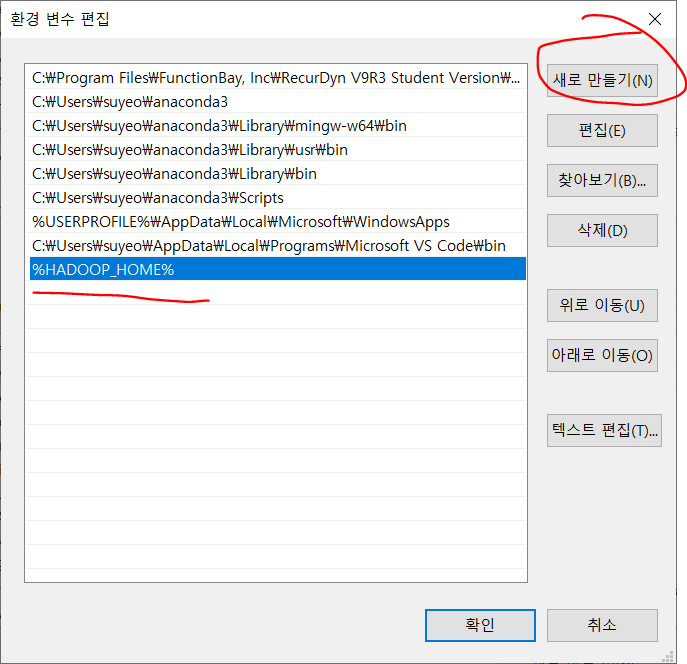 환경 변수 편집
C:₩Program Files₩FunctionBay, Inc₩RecurDyn V9R3 Student Version₩...
C:₩Users₩suyeo₩anaconda3
C:₩Users₩suyeo₩anaconda3₩Library₩mingw-w64₩bin
C:₩Users₩suyeo₩anaconda3₩Library₩usr₩bin
C:₩Users₩suyeo₩anaconda3₩Library₩bin
C:₩Users₩suyeo₩anaconda3₩Scripts
%USERPROFILE%₩AppData₩Local₩Microsoft₩WindowsApps
C:₩Users₩suyeo₩AppData₩Local₩Programs₩Microsoft VS Code₩bin
%HADOOP_HOME%
새로 만들기(N)
편집(E)
찾아보기(B)...
삭제(D)
위로 이동(U)
아래로 이동(O)
텍스트 편집(T)...
확인
취소